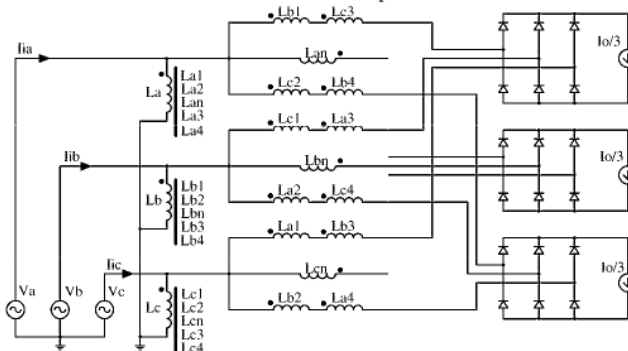 Lb1 Lc3
Iia
Lan
Io/3
La
La1
La2
Lan
La3
La4
Lc2 Lb4
Lc1 La3
Iib
Lbn
Io/3
Lb
Lb1
Lb2
Lbn
Lb3
Lb4
La2 Lc4
La1 Lb3
Iic
Lcn
Io/3
Va Vb Vc
Lc
Lc1
Lc2
Lcn
Lc3
Lc4
Lb2 La4